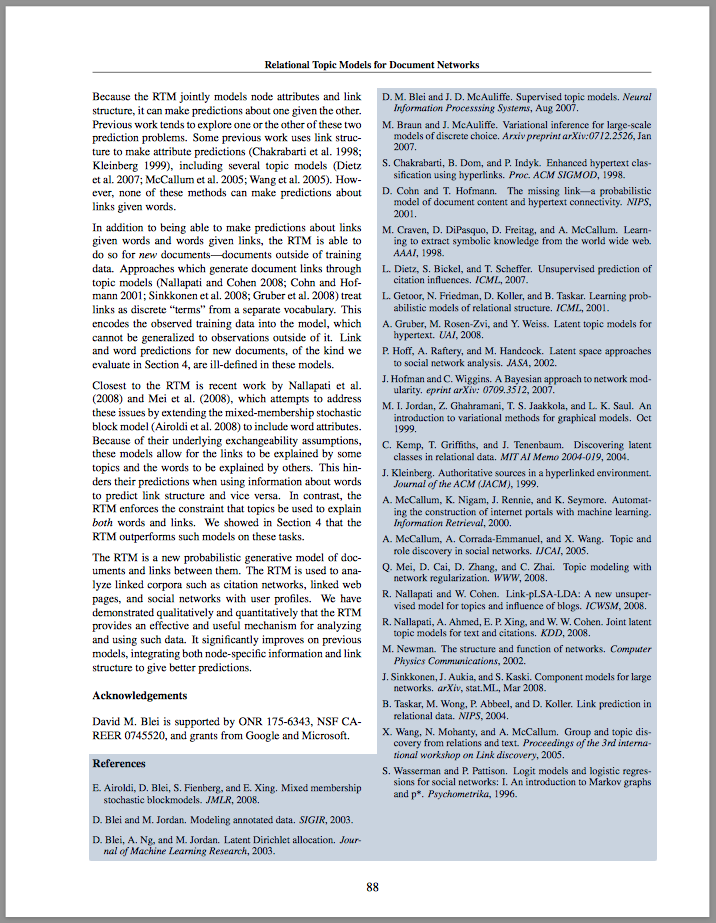 Relational Topic Models for Document Networks
Because the RTM jointly models node attributes and link
structure, it can make predictions about one given the other.
Previous work tends to explore one or the other of these two
prediction problems. Some previous work uses link struc-
ture to make attribute predictions (Chakrabarti et al. 1998;
Kleinberg 1999), including several topic models (Dietz
et al. 2007; McCallum et al. 2005; Wang et al. 2005). How-
ever, none of these methods can make predictions about
links given words.
In addition to being able to make predictions about links
given words and words given links, the RTM is able to
do so for new documents—documents outside of training
data. Approaches which generate document links through
topic models (Nallapati and Cohen 2008; Cohn and Hof-
mann 2001; Sinkkonen et al. 2008; Gruber et al. 2008) treat
links as discrete “terms” from a separate vocabulary. This
encodes the observed training data into the model, which
cannot be generalized to observations outside of it. Link
and word predictions for new documents, of the kind we
evaluate in Section 4, are ill-defined in these models.
Closest to the RTM is recent work by Nallapati et al.
(2008) and Mei et al. (2008), which attempts to address
these issues by extending the mixed-membership stochastic
block model (Airoldi et al. 2008) to include word attributes.
Because of their underlying exchangeability assumptions,
these models allow for the links to be explained by some
topics and the words to be explained by others. This hin-
ders their predictions when using information about words
to predict link structure and vice versa. In contrast, the
RTM enforces the constraint that topics be used to explain
both words and links. We showed in Section 4 that the
RTM outperforms such models on these tasks.
The RTM is a new probabilistic generative model of doc-
uments and links between them. The RTM is used to ana-
lyze linked corpora such as citation networks, linked web
pages, and social networks with user profiles. We have
demonstrated qualitatively and quantitatively that the RTM
provides an effective and useful mechanism for analyzing
and using such data. It significantly improves on previous
models, integrating both node-specific information and link
structure to give better predictions.
Acknowledgements
David M. Blei is supported by ONR 175-6343, NSF CA-
REER 0745520, and grants from Google and Microsoft.
References
E. Airoldi, D. Blei, S. Fienberg, and E. Xing. Mixed membership
stochastic blockmodels. JMLR, 2008.
D. Blei and M. Jordan. Modeling annotated data. SIGIR, 2003.
D. Blei, A. Ng, and M. Jordan. Latent Dirichlet allocation. Jour-
nal of Machine Learning Research, 2003.
D. M. Blei and J. D. McAuliffe. Supervised topic models. Neural
Information Processsing Systems, Aug 2007.
M. Braun and J. McAuliffe. Variational inference for large-scale
models of discrete choice. Arxiv preprint arXiv:0712.2526, Jan
2007.
S. Chakrabarti, B. Dom, and P. Indyk. Enhanced hypertext clas-
sification using hyperlinks. Proc. ACM SIGMOD, 1998.
D. Cohn and T. Hofmann. The missing link—a probabilistic
model of document content and hypertext connectivity. NIPS,
2001.
M. Craven, D. DiPasquo, D. Freitag, and A. McCallum. Learn-
ing to extract symbolic knowledge from the world wide web.
AAAI, 1998.
L. Dietz, S. Bickel, and T. Scheffer. Unsupervised prediction of
citation influences. ICML, 2007.
L. Getoor, N. Friedman, D. Koller, and B. Taskar. Learning prob-
abilistic models of relational structure. ICML, 2001.
A. Gruber, M. Rosen-Zvi, and Y. Weiss. Latent topic models for
hypertext. UAI, 2008.
P. Hoff, A. Raftery, and M. Handcock. Latent space approaches
to social network analysis. JASA, 2002.
J. Hofman and C. Wiggins. A Bayesian approach to network mod-
ularity. eprint arXiv: 0709.3512, 2007.
M. I. Jordan, Z. Ghahramani, T. S. Jaakkola, and L. K. Saul. An
introduction to variational methods for graphical models. Oct
1999.
C. Kemp, T. Griffiths, and J. Tenenbaum. Discovering latent
classes in relational data. MIT AI Memo 2004-019, 2004.
J. Kleinberg. Authoritative sources in a hyperlinked environment.
Journal of the ACM (JACM), 1999.
A. McCallum, K. Nigam, J. Rennie, and K. Seymore. Automat-
ing the construction of internet portals with machine learning.
Information Retrieval, 2000.
A. McCallum, A. Corrada-Emmanuel, and X. Wang. Topic and
role discovery in social networks. IJCAI, 2005.
Q. Mei, D. Cai, D. Zhang, and C. Zhai. Topic modeling with
network regularization. WWW, 2008.
R. Nallapati and W. Cohen. Link-pLSA-LDA: A new unsuper-
vised model for topics and influence of blogs. ICWSM, 2008.
R. Nallapati, A. Ahmed, E. P. Xing, and W. W. Cohen. Joint latent
topic models for text and citations. KDD, 2008.
M. Newman. The structure and function of networks. Computer
Physics Communications, 2002.
J. Sinkkonen, J. Aukia, and S. Kaski. Component models for large
networks. arXiv, stat.ML, Mar 2008.
B. Taskar, M. Wong, P. Abbeel, and D. Koller. Link prediction in
relational data. NIPS, 2004.
X. Wang, N. Mohanty, and A. McCallum. Group and topic dis-
covery from relations and text. Proceedings of the 3rd interna-
tional workshop on Link discovery, 2005.
S. Wasserman and P. Pattison. Logit models and logistic regres-
sions for social networks: I. An introduction to Markov graphs
and p*. Psychometrika, 1996.
88